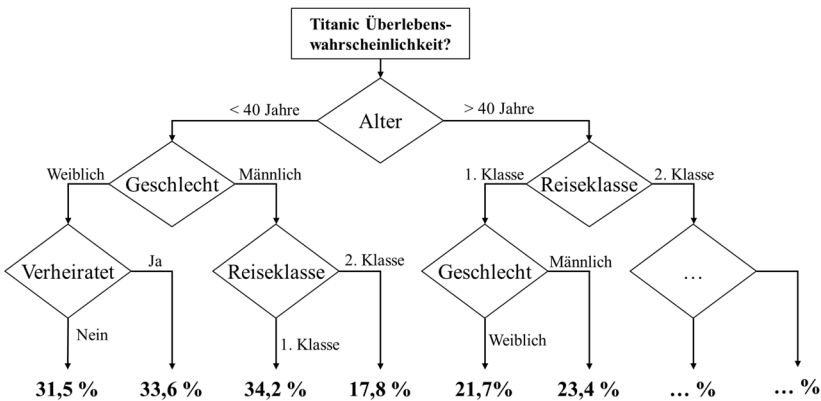 Titanic Überlebens-
wahrscheinlichkeit?
< 40 Jahre
> 40 Jahre
Alter
Weiblich
Geschlecht
Männlich
1. Klasse
Reiseklasse
2. Klasse
Verheiratet
Ja
Reiseklasse
2. Klasse
Geschlecht
Männlich
...
Nein
1. Klasse
Weiblich
31,5 %
33,6 %
34,2 %
17,8 %
21,7%
23,4 %
... %
... %